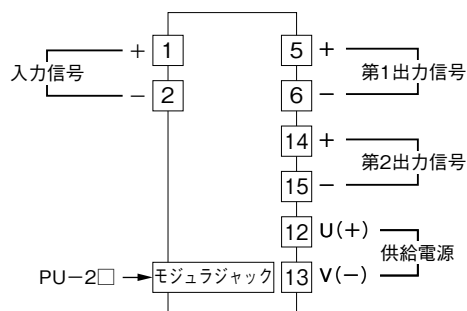 入力信号
+ 1
− 2
5 +
6 −
第1出力信号
14 +
15 −
第2出力信号
12 U(+)
13 V(−)
供給電源
PU−2□
モジュラジャック